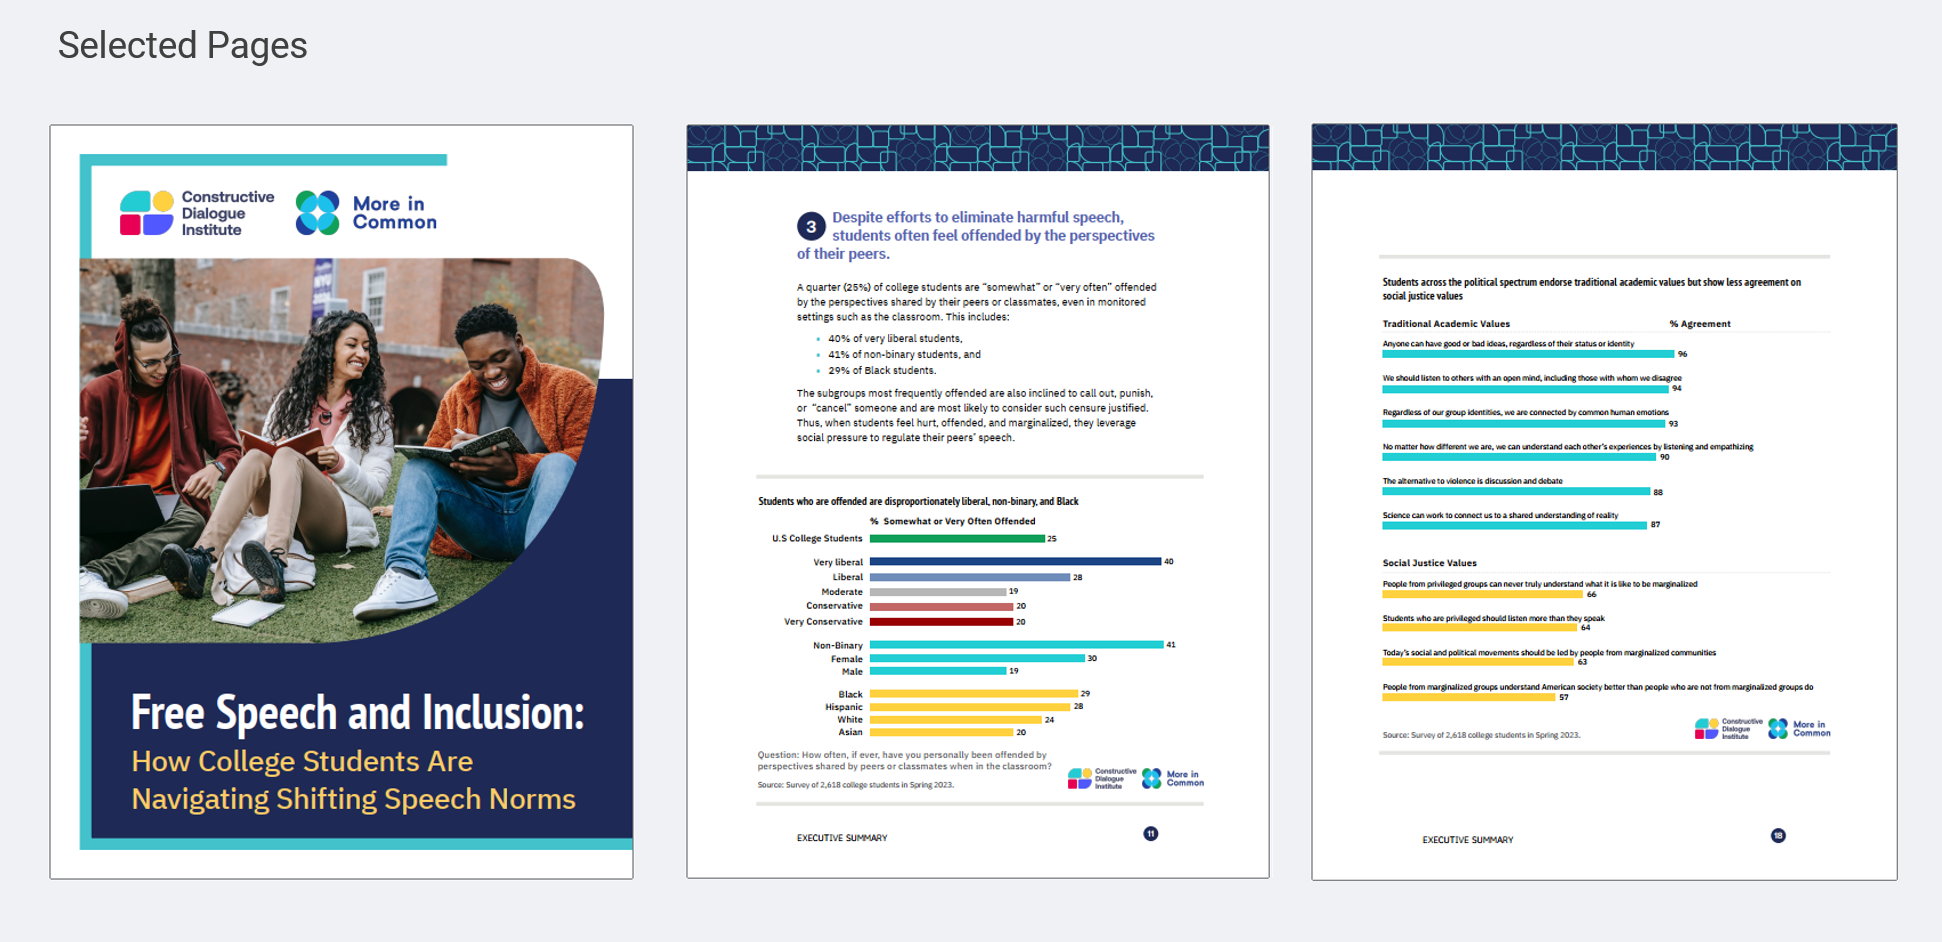 Selected Pages
Constructive
Dialogue
Institute
More in
Common
Free Speech and Inclusion:
How College Students Are
Navigating Shifting Speech Norms
3
Despite efforts to eliminate harmful speech,
students often feel offended by the perspectives
of their peers.
A quarter (25%) of college students are “somewhat” or “very often” offended
by the perspectives shared by their peers or classmates, even in monitored
settings such as the classroom. This includes:
• 40% of very liberal students,
• 41% of non-binary students, and
• 29% of Black students.
The subgroups most frequently offended are also inclined to call out, punish,
or “cancel” someone and are most likely to consider such censure justified.
Thus, when students feel hurt, offended, and marginalized, they leverage
social pressure to regulate their peers’ speech.
Students who are offended are disproportionately liberal, non-binary, and Black
% Somewhat or Very Often Offended
U.S College Students 25
Very liberal 40
Liberal 28
Moderate 19
Conservative 20
Very Conservative 20
Non-Binary 41
Female 30
Male 19
Black 29
Hispanic 28
White 24
Asian 20
Question: How often, if ever, have you personally been offended by
perspectives shared by peers or classmates when in the classroom?
Source: Survey of 2,618 college students in Spring 2023.
Constructive
Dialogue
Institute
More in
Common
EXECUTIVE SUMMARY
11
Students across the political spectrum endorse traditional academic values but show less agreement on
social justice values
Traditional Academic Values % Agreement
Anyone can have good or bad ideas, regardless of their status or identity
96
We should listen to others with an open mind, including those with whom we disagree
94
Regardless of our group identities, we are connected by common human emotions
93
No matter how different we are, we can understand each other’s experiences by listening and empathizing
90
The alternative to violence is discussion and debate
88
Science can work to connect us to a shared understanding of reality
87
Social Justice Values
People from privileged groups can never truly understand what it is like to be marginalized
66
Students who are privileged should listen more than they speak
64
Today’s social and political movements should be led by people from marginalized communities
63
People from marginalized groups understand American society better than people who are not from marginalized groups do
57
Source: Survey of 2,618 college students in Spring 2023.
Constructive
Dialogue
Institute
More in
Common
EXECUTIVE SUMMARY
18